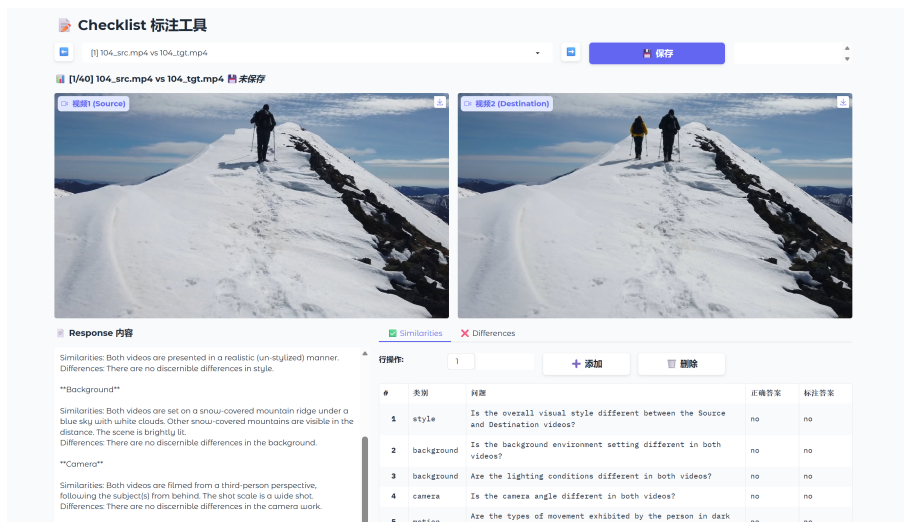 Checklist 标注工具
[1] 104_src.mp4 vs 104_tgt.mp4
保存
[1/40] 104_src.mp4 vs 104_tgt.mp4 未保存
视频1 (Source)
视频2 (Destination)
Response 内容
Similarities: Both videos are presented in a realistic (un-stylized) manner.
Differences: There are no discernible differences in style.
**Background**
Similarities: Both videos are set on a snow-covered mountain ridge under a
blue sky with white clouds. Other snow-covered mountains are visible in the
distance. The scene is brightly lit.
Differences: There are no discernible differences in the background.
**Camera**
Similarities: Both videos are filmed from a third-person perspective,
following the subject(s) from behind. The shot scale is a wide shot.
Differences: There are no discernible differences in the camera work.
Similarities
Differences
行操作:
1
添加
删除
# 类别 问题 正确答案 标注答案
1 style Is the overall visual style different between the Source
and Destination videos? no no
2 background Is the background environment setting different in both
videos? no no
3 background Are the lighting conditions different in both videos? no no
4 camera Is the camera angle different in both videos? no no
5 motion Are the types of movement exhibited by the person in dark no no